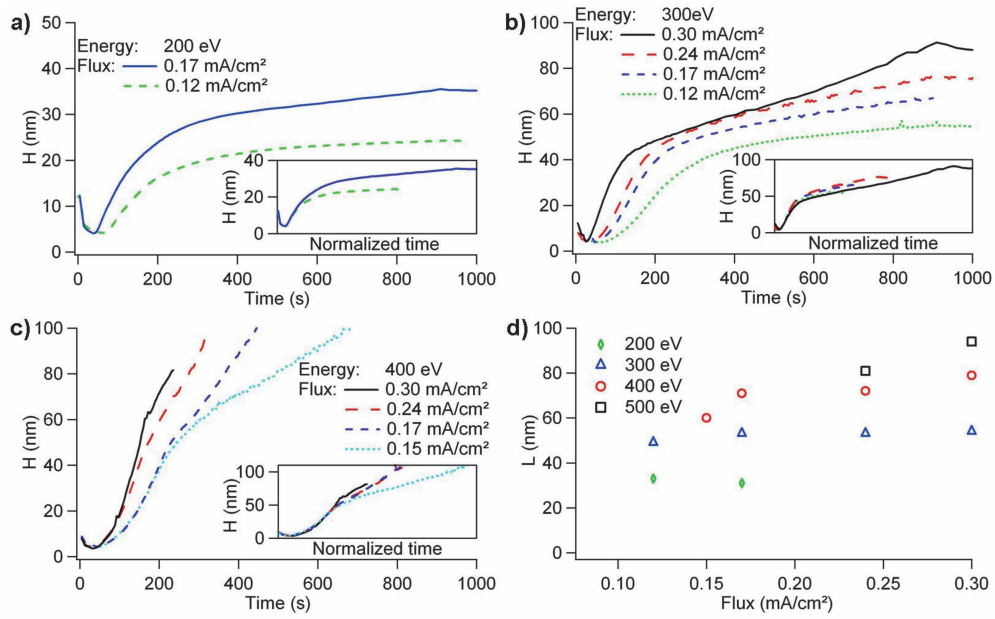 a)
50
40
30
20
10
0
H (nm)
Energy: 200 eV
Flux: 0.17 mA/cm²
0.12 mA/cm²
40
20
0
H (nm)
Normalized time
0 200 400 600 800 1000
Time (s)
b)
100
80
60
40
20
0
H (nm)
Energy: 300eV
Flux: 0.30 mA/cm²
0.24 mA/cm²
0.17 mA/cm²
0.12 mA/cm²
100
50
0
H (nm)
Normalized time
0 200 400 600 800 1000
Time (s)
c)
100
80
60
40
20
0
H (nm)
Energy: 400 eV
Flux: 0.30 mA/cm²
0.24 mA/cm²
0.17 mA/cm²
0.15 mA/cm²
100
50
0
H (nm)
Normalized time
0 200 400 600 800 1000
Time (s)
d)
100
80
60
40
20
0
L (nm)
200 eV
300 eV
400 eV
500 eV
0.10 0.15 0.20 0.25 0.30
Flux (mA/cm²)